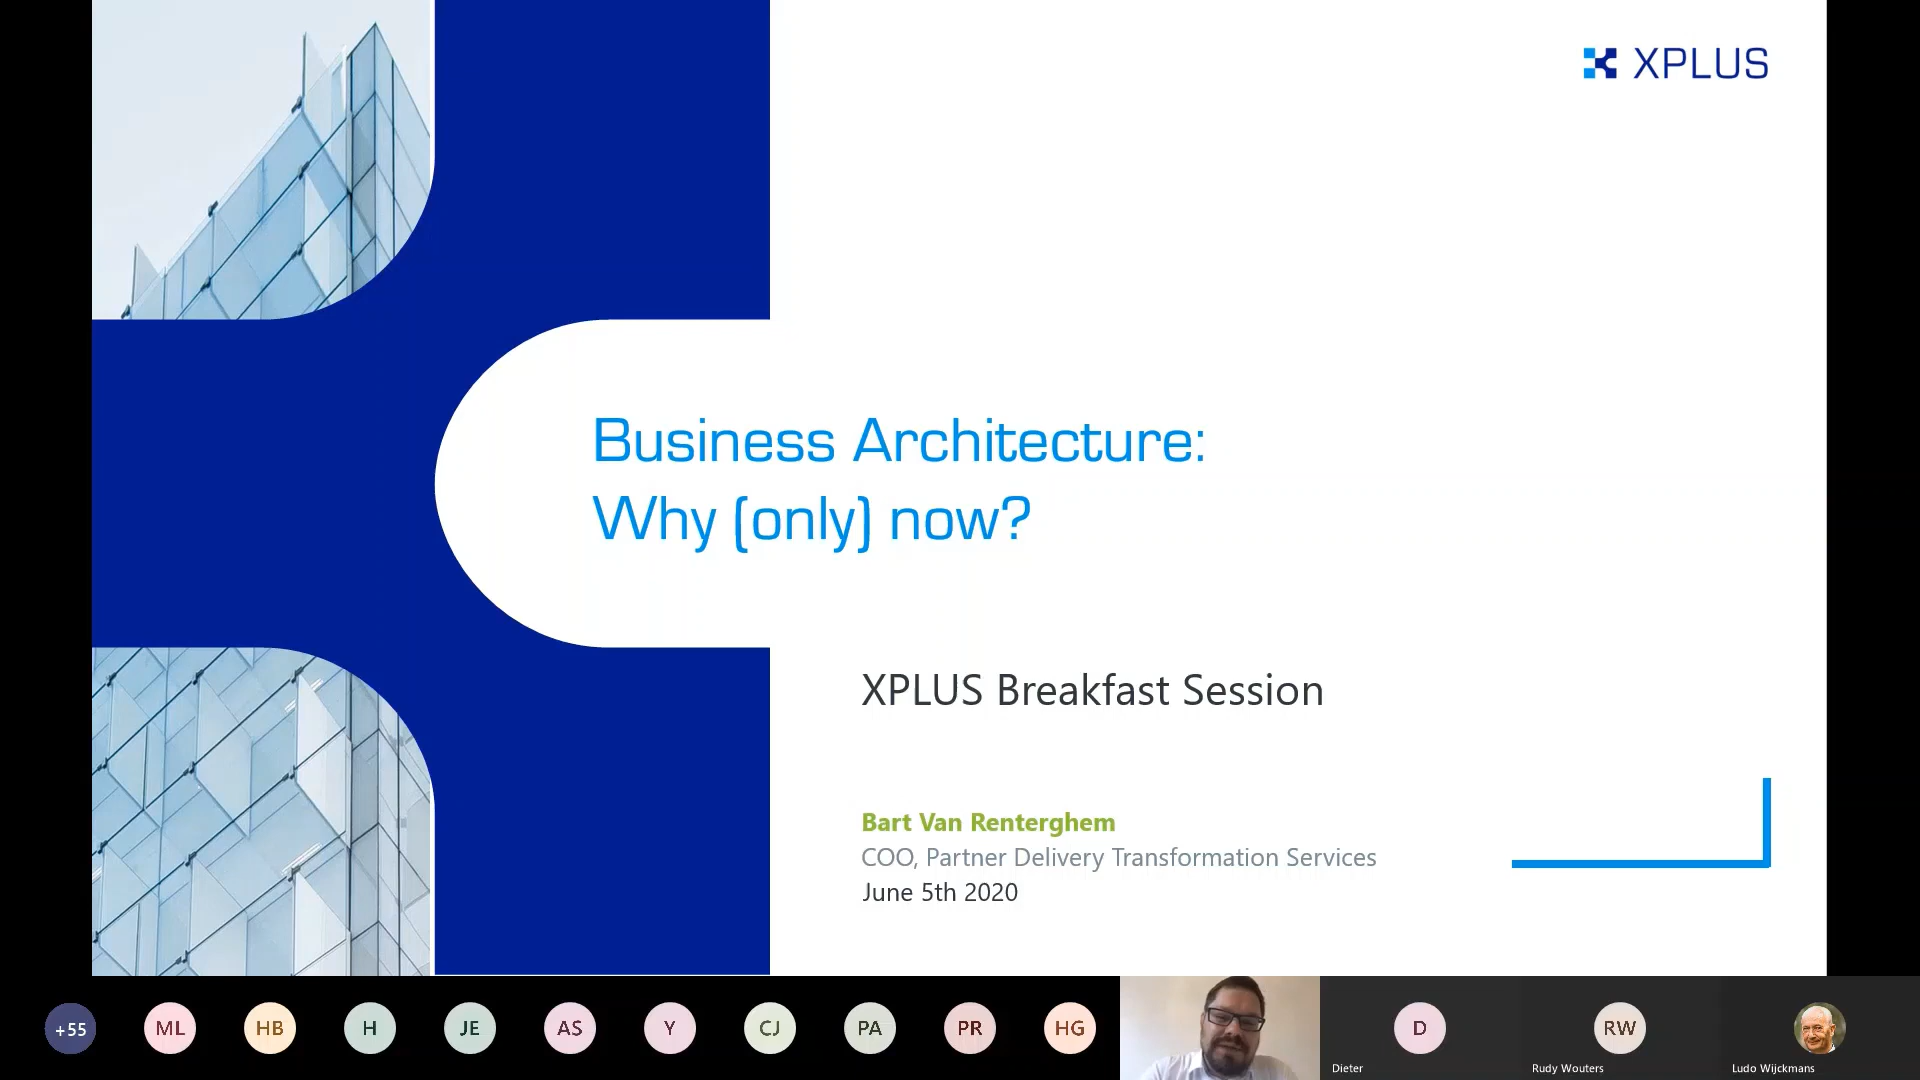 XPLUS
Business Architecture:
Why (only) now?
XPLUS Breakfast Session
Bart Van Renterghem
COO, Partner Delivery Transformation Services
June 5th 2020
+55
ML
HB
H
JE
AS
Y
CJ
PA
PR
HG
D
RW
Dieter
Rudy Wouters
Ludo Wijckmans